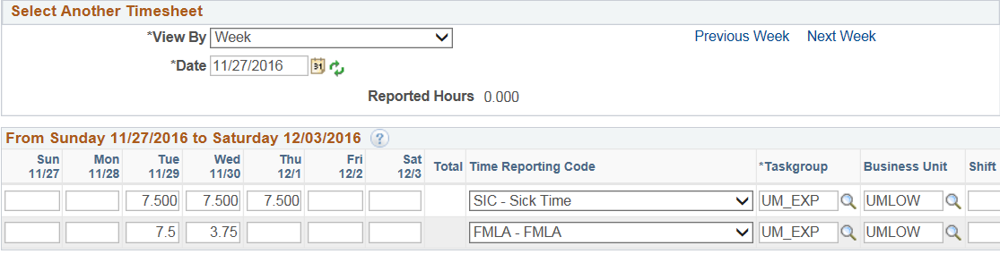 Select Another Timesheet
*View By Week Previous Week Next Week
*Date 11/27/2016 31
Reported Hours 0.000
From Sunday 11/27/2016 to Saturday 12/03/2016 ?
Sun Mon Tue Wed Thu Fri Sat Total Time Reporting Code *Taskgroup Business Unit Shift
11/27 11/28 11/29 11/30 12/1 12/2 12/3
7.500 7.500 7.500 SIC - Sick Time UM_EXP UMLOW
7.5 3.75 FMLA - FMLA UM_EXP UMLOW